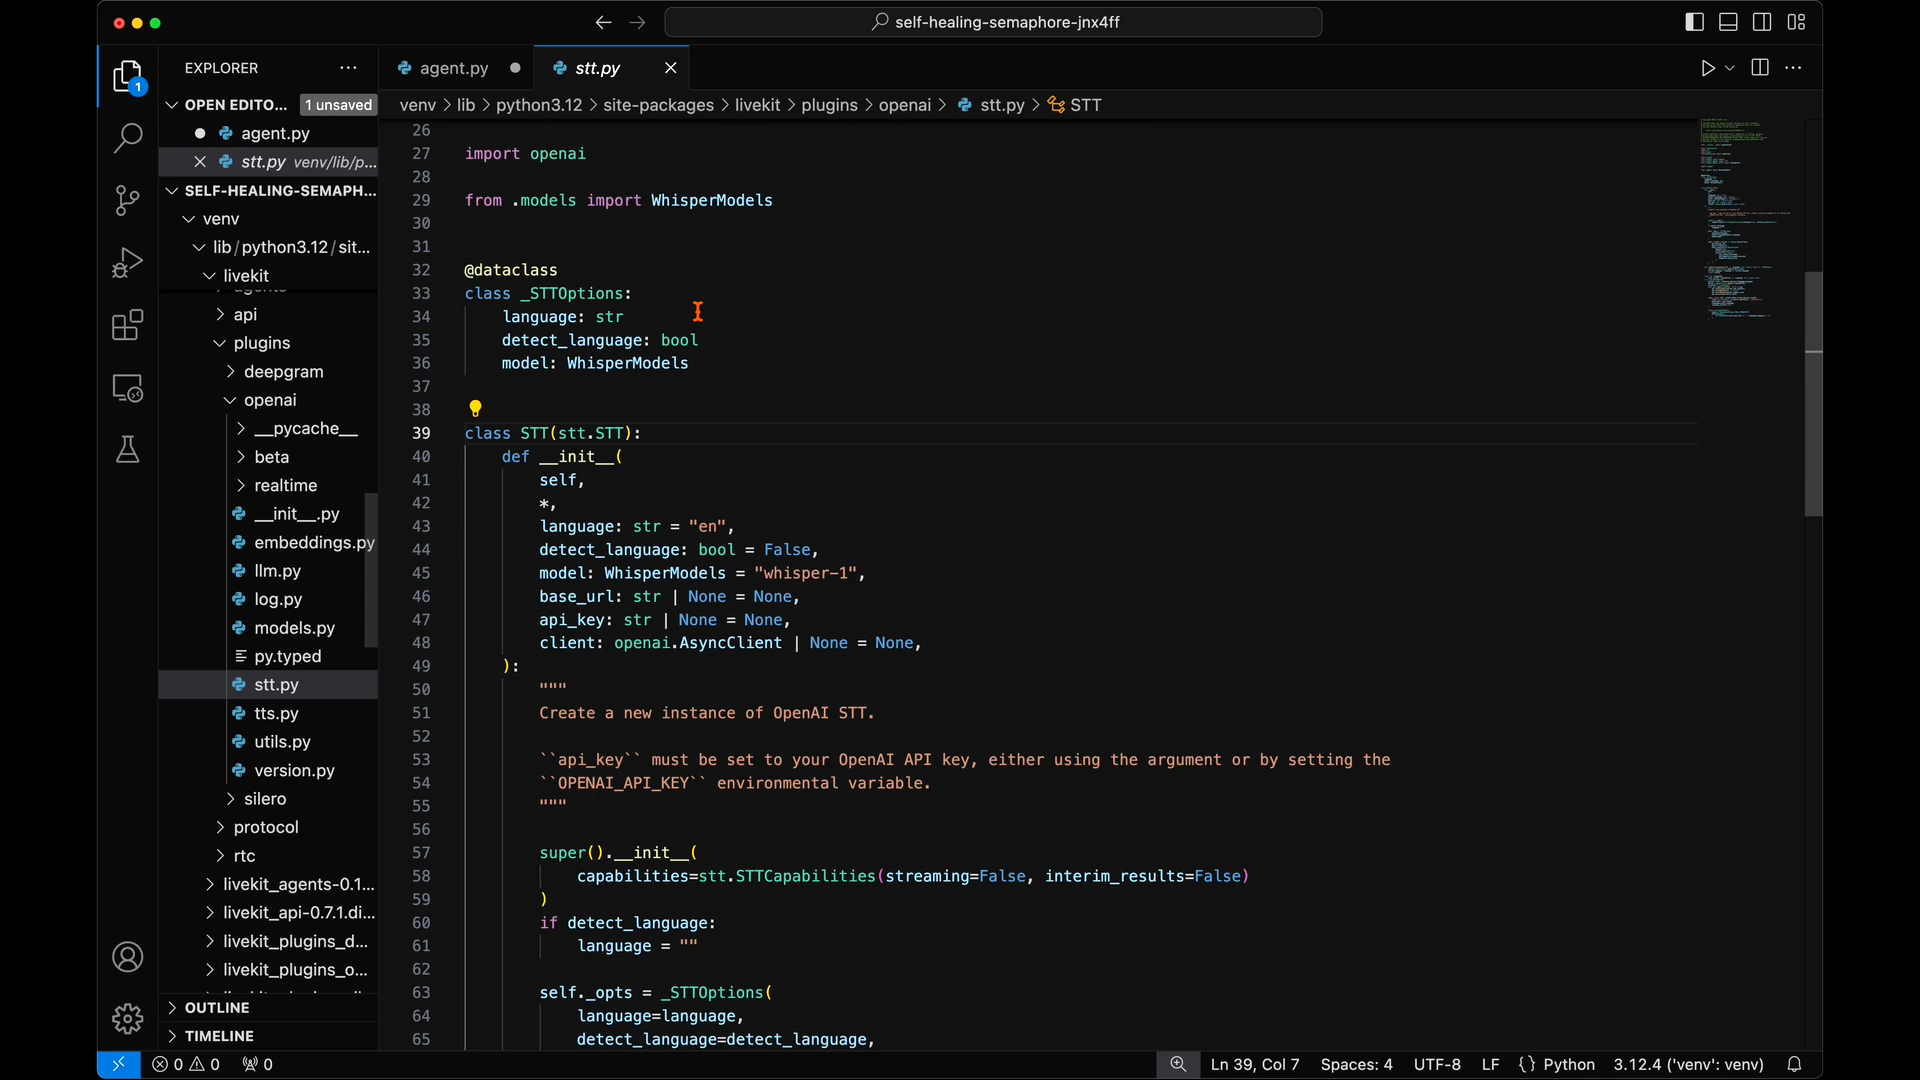 self-healing-semaphore-jnx4ff
EXPLORER
agent.py
stt.py
OPEN EDITO... 1 unsaved
agent.py
stt.py venv/lib/p...
SELF-HEALING-SEMAPH...
venv
lib/python3.12/sit...
livekit
api
plugins
deepgram
openai
__pycache__
beta
realtime
__init__.py
embeddings.py
llm.py
log.py
models.py
py.typed
stt.py
tts.py
utils.py
version.py
silero
protocol
rtc
livekit_agents-0.1...
livekit_api-0.7.1.di...
livekit_plugins_d...
livekit_plugins_o...
OUTLINE
TIMELINE
1
venv > lib > python3.12 > site-packages > livekit > plugins > openai > stt.py > STT
26
27 import openai
28
29 from .models import WhisperModels
30
31
32 @dataclass
33 class _STTOptions:
34 language: str
35 detect_language: bool
36 model: WhisperModels
37
38
39 class STT(stt.STT):
40 def __init__(
41 self,
42 *,
43 language: str = "en",
44 detect_language: bool = False,
45 model: WhisperModels = "whisper-1",
46 base_url: str | None = None,
47 api_key: str | None = None,
48 client: openai.AsyncClient | None = None,
49 ):
50 """
51 Create a new instance of OpenAI STT.
52
53 ``api_key`` must be set to your OpenAI API key, either using the argument or by setting the
54 ``OPENAI_API_KEY`` environmental variable.
55 """
56
57 super().__init__(
58 capabilities=stt.STTCapabilities(streaming=False, interim_results=False)
59 )
60 if detect_language:
61 language = ""
62
63 self._opts = _STTOptions(
64 language=language,
65 detect_language=detect_language,
0 0 0 Ln 39, Col 7 Spaces: 4 UTF-8 LF {} Python 3.12.4 ('venv': venv)